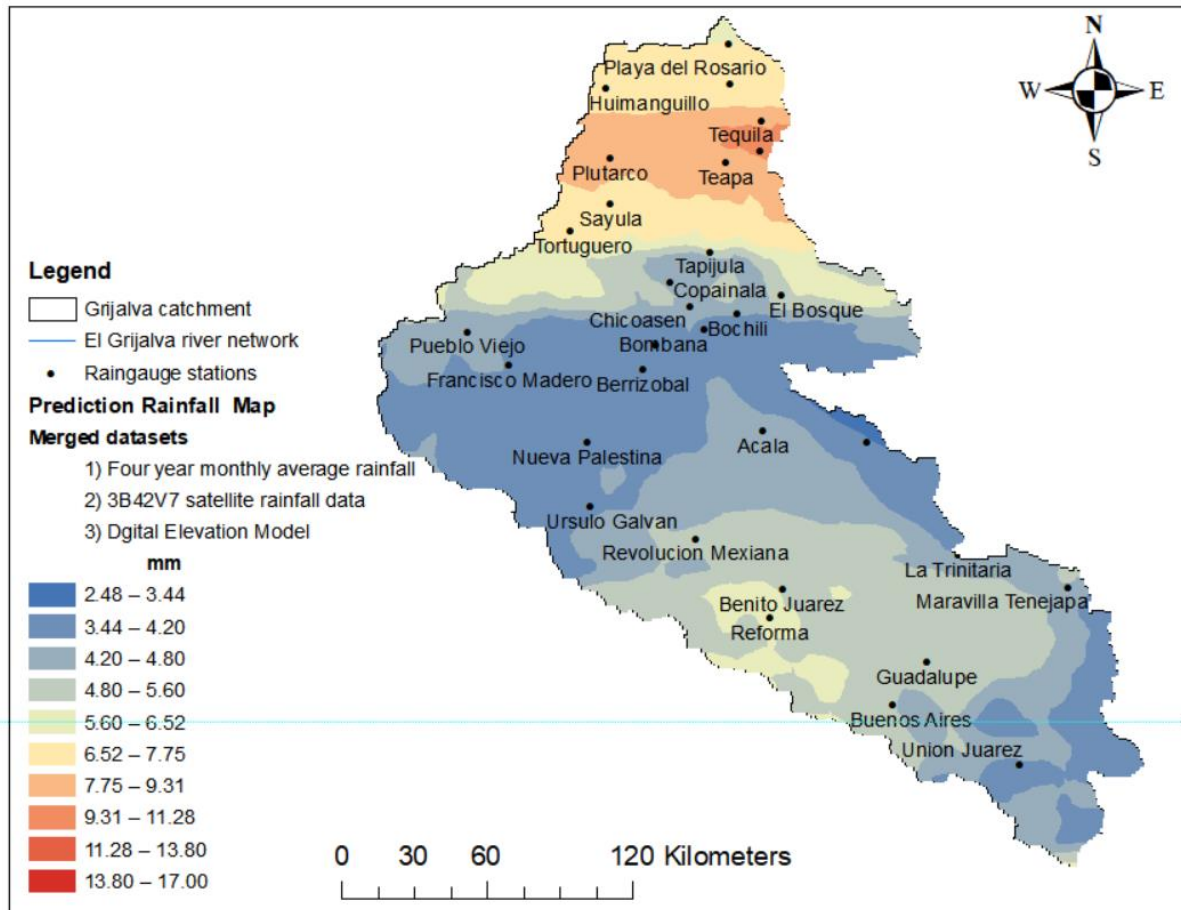 N
W
E
S
Playa del Rosario
Huimanguillo
Tequila
Plutarco
Teapa
Sayula
Tortuguero
Tapijula
Copainala
El Bosque
Chicoasen
Bochili
Pueblo Viejo
Bombana
Francisco Madero
Berrizobal
Acala
Nueva Palestina
Ursulo Galvan
Revolucion Mexiana
La Trinitaria
Maravilla Tenejapa
Benito Juarez
Reforma
Guadalupe
Buenos Aires
Union Juarez
Legend
Grijalva catchment
El Grijalva river network
Raingauge stations
Prediction Rainfall Map
Merged datasets
1) Four year monthly average rainfall
2) 3B42V7 satellite rainfall data
3) Dgital Elevation Model
mm
2.48 – 3.44
3.44 – 4.20
4.20 – 4.80
4.80 – 5.60
5.60 – 6.52
6.52 – 7.75
7.75 – 9.31
9.31 – 11.28
11.28 – 13.80
13.80 – 17.00
0 30 60 120 Kilometers